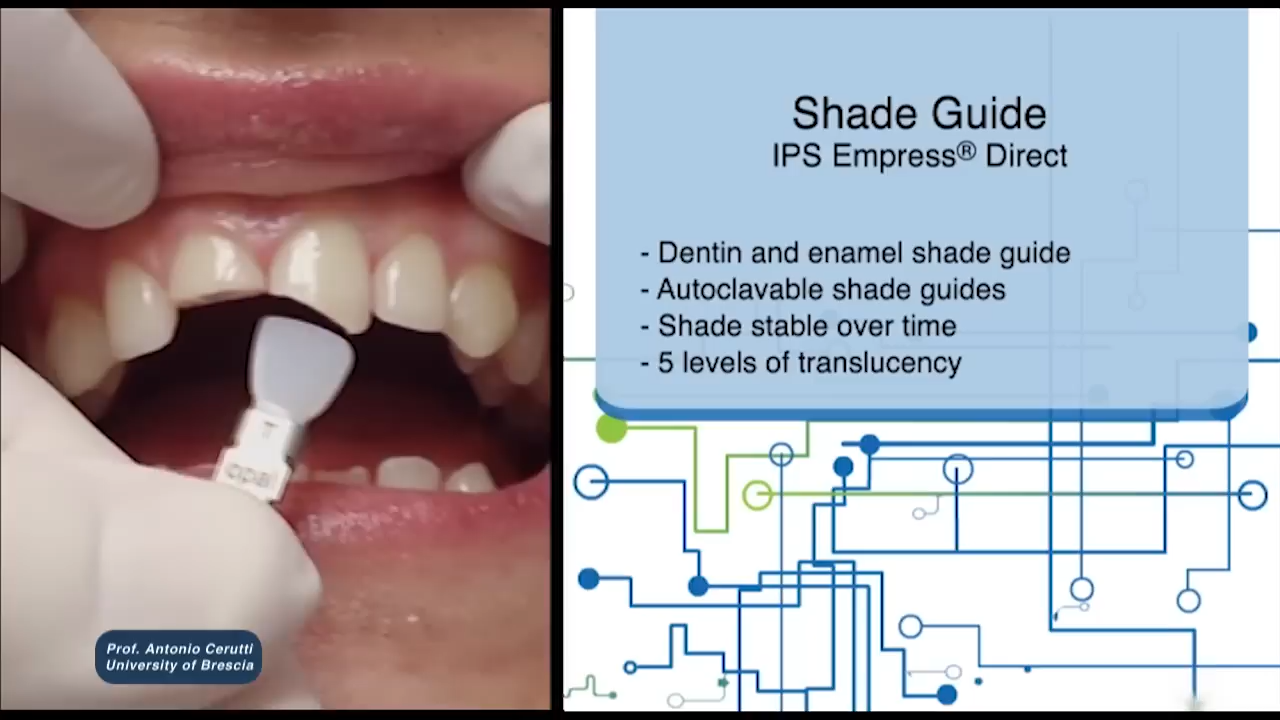 T
opal
Prof. Antonio Cerutti
University of Brescia
Shade Guide
IPS Empress® Direct
- Dentin and enamel shade guide
- Autoclavable shade guides
- Shade stable over time
- 5 levels of translucency